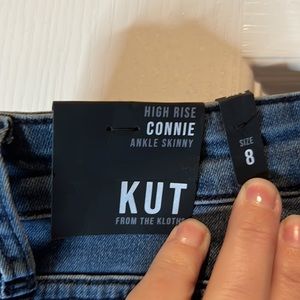 HIGH RISE
CONNIE
ANKLE SKINNY
KUT
FROM THE KLOTH
SIZE
8